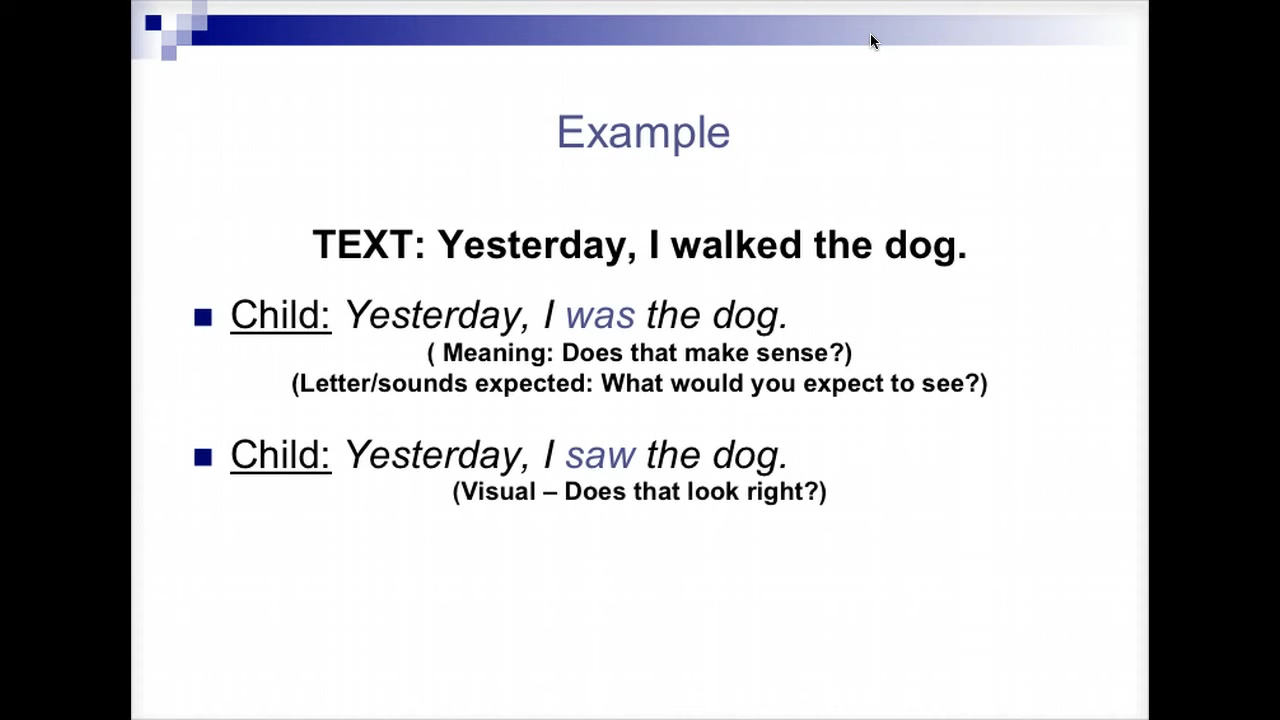 Example
TEXT: Yesterday, I walked the dog.
Child: Yesterday, I was the dog.
( Meaning: Does that make sense?)
(Letter/sounds expected: What would you expect to see?)
Child: Yesterday, I saw the dog.
(Visual – Does that look right?)